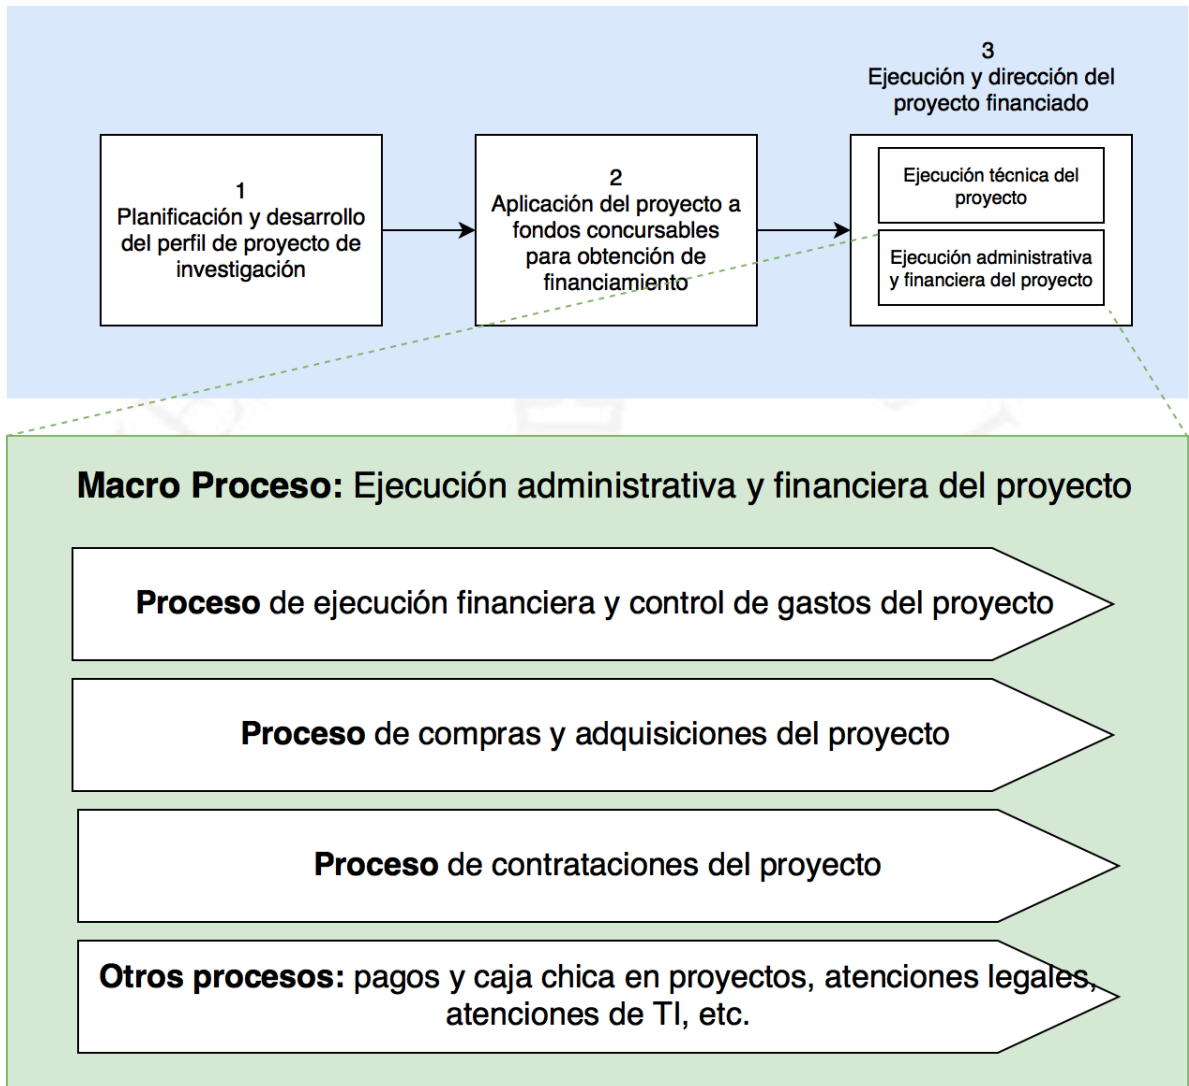 1
Planificación y desarrollo
del perfil de proyecto de
investigación
2
Aplicación del proyecto a
fondos concursables
para obtención de
financiamiento
3
Ejecución y dirección del
proyecto financiado
Ejecución técnica del
proyecto
Ejecución administrativa
y financiera del proyecto
Macro Proceso: Ejecución administrativa y financiera del proyecto
Proceso de ejecución financiera y control de gastos del proyecto
Proceso de compras y adquisiciones del proyecto
Proceso de contrataciones del proyecto
Otros procesos: pagos y caja chica en proyectos, atenciones legales,
atenciones de TI, etc.